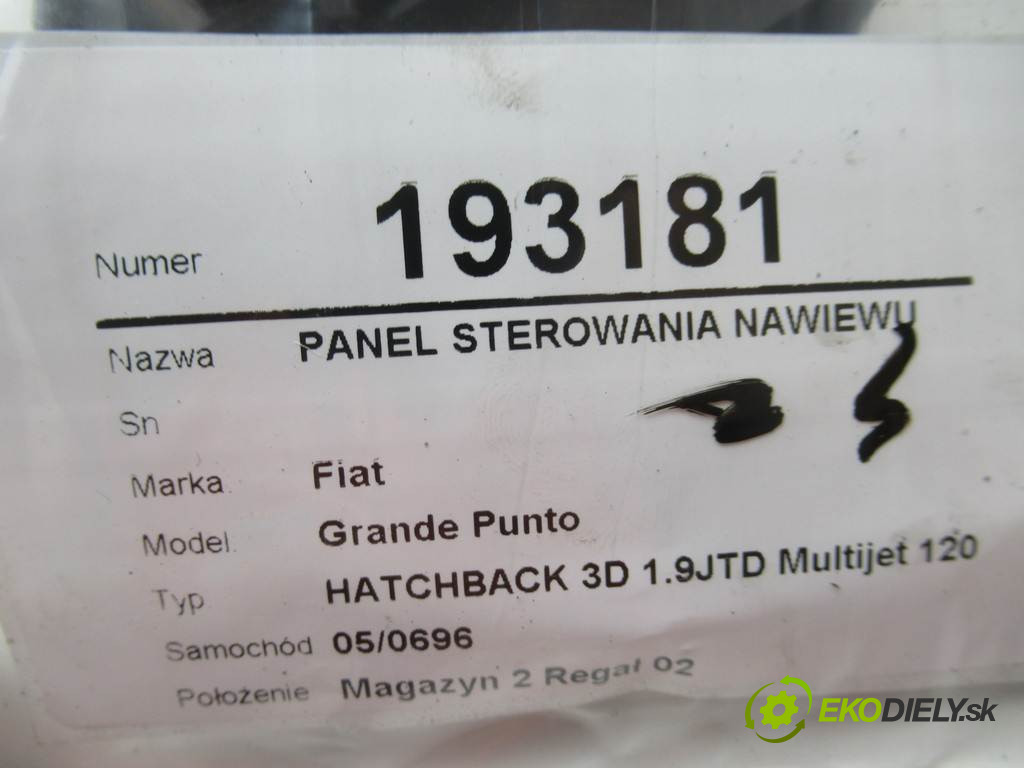 Numer 193181
Nazwa PANEL STEROWANIA NAWIEWU
Sn
Marka Fiat
Model Grande Punto
Typ HATCHBACK 3D 1.9JTD Multijet 120
Samochód 05/0696
Położenie Magazyn 2 Regał 02
EKODIELY.sk